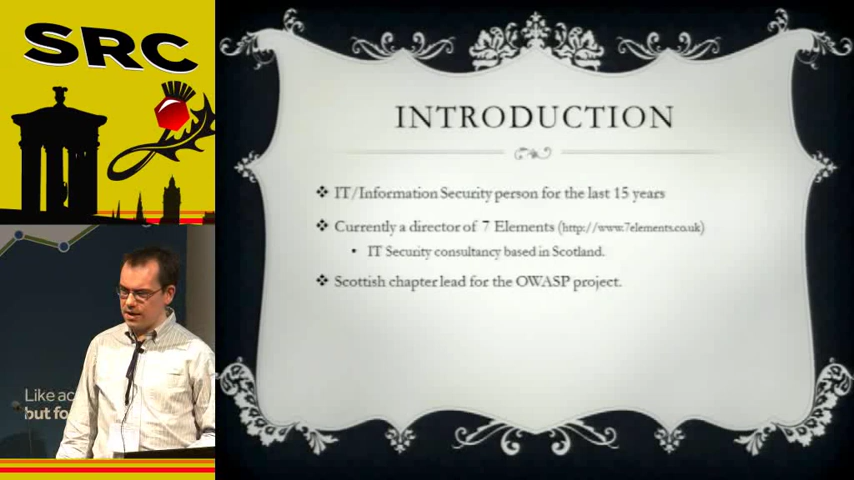 SRC
INTRODUCTION
IT/Information Security person for the last 15 years
Currently a director of 7 Elements (http://www.7elements.co.uk)
IT Security consultancy based in Scotland.
Scottish chapter lead for the OWASP project.
Like ac
but fo